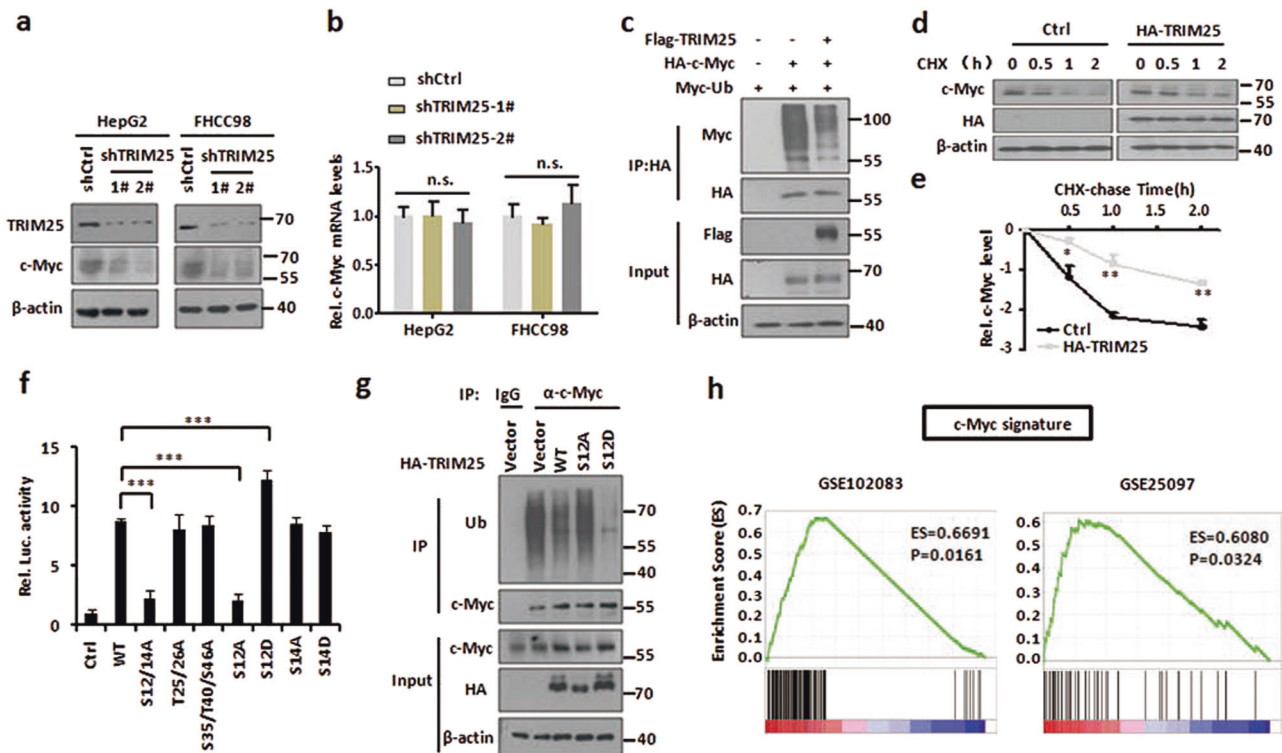 a
HepG2 FHCC98
shCtrl shTRIM25 shCtrl shTRIM25
1# 2# 1# 2#
TRIM25 70
c-Myc 70
55
β-actin 40
b
shCtrl
shTRIM25-1#
shTRIM25-2#
Rel. c-Myc mRNA levels
1.5
1.0
0.5
0.0
n.s. n.s.
HepG2 FHCC98
c
Flag-TRIM25 - - +
HA-c-Myc - + +
Myc-Ub + + +
IP:HA
Myc 100
55
HA 55
Input
Flag 55
HA 70
β-actin 40
d
Ctrl HA-TRIM25
CHX (h) 0 0.5 1 2 0 0.5 1 2
c-Myc 70
55
HA 70
β-actin 40
e
CHX-chase Time(h)
0.5 1.0 1.5 2.0
Rel. c-Myc level
0
-1
-2
-3
* ** **
Ctrl
HA-TRIM25
f
Rel. Luc activity
15
10
5
0
***
***
***
Ctrl WT S12/14A T25/26A S35/T40/S46A S12A S12D S14A S14D
g
IP: IgG α-c-Myc
HA-TRIM25 Vector Vector WT S12A S12D
IP
Ub 70
55
40
c-Myc 55
Input
c-Myc 55
HA 70
β-actin 40
h
c-Myc signature
GSE102083
Enrichment Score (ES)
0.7
0.6
0.5
0.4
0.3
0.2
0.1
0.0
ES=0.6691
P=0.0161
GSE25097
0.6
0.5
0.4
0.3
0.2
0.1
0.0
ES=0.6080
P=0.0324